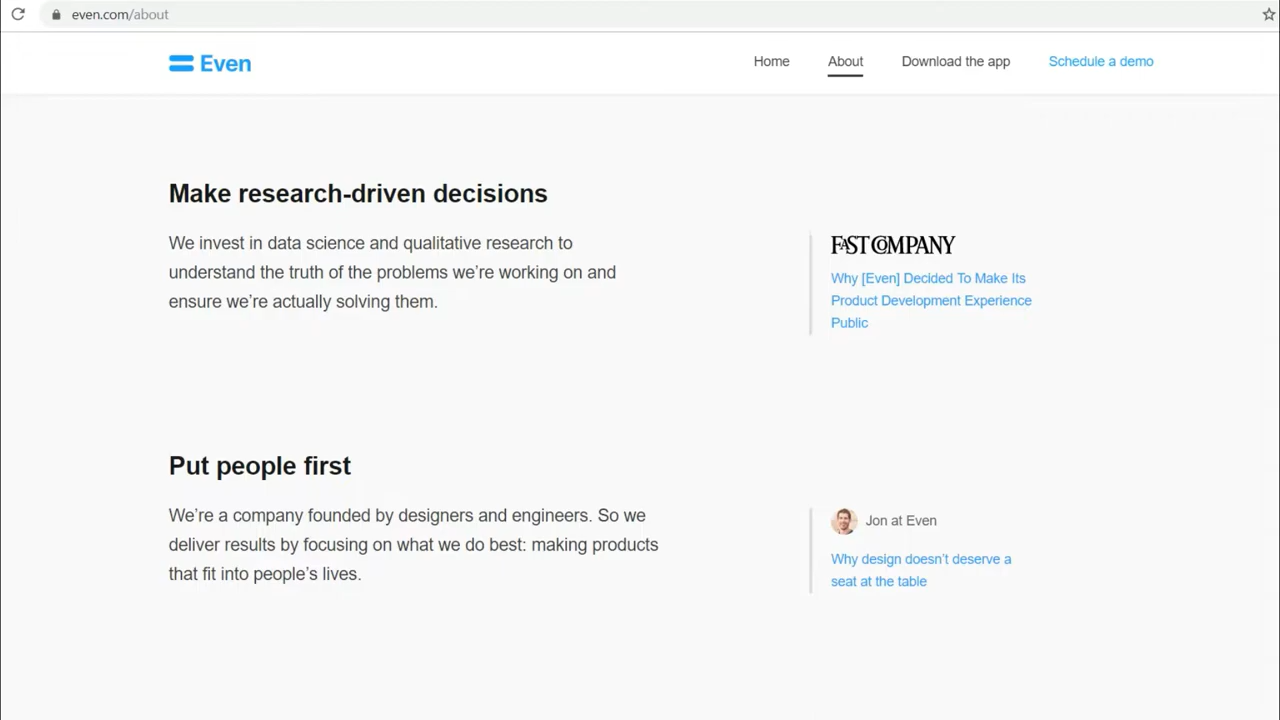 even.com/about
Even
Home
About
Download the app
Schedule a demo
Make research-driven decisions
We invest in data science and qualitative research to
understand the truth of the problems we’re working on and
ensure we’re actually solving them.
FAST COMPANY
Why [Even] Decided To Make Its
Product Development Experience
Public
Put people first
We’re a company founded by designers and engineers. So we
deliver results by focusing on what we do best: making products
that fit into people’s lives.
Jon at Even
Why design doesn’t deserve a
seat at the table